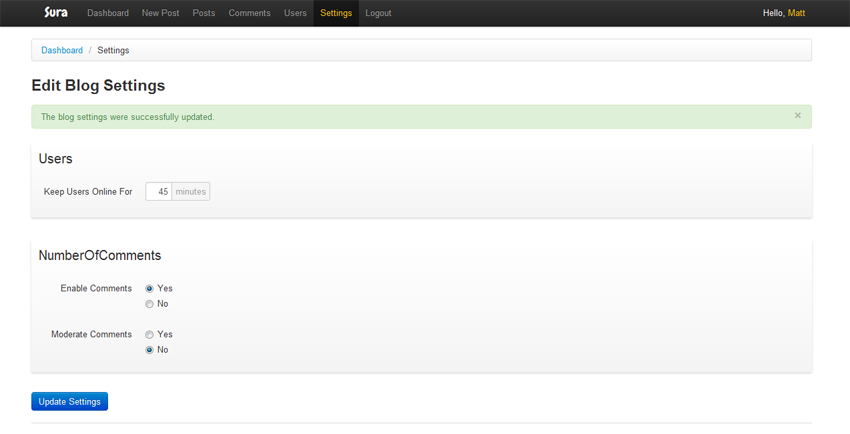 Sura Dashboard New Post Posts Comments Users Settings Logout Hello, Matt
Dashboard / Settings
Edit Blog Settings
The blog settings were successfully updated. ×
Users
Keep Users Online For 45 minutes
NumberOfComments
Enable Comments Yes
No
Moderate Comments Yes
No
Update Settings